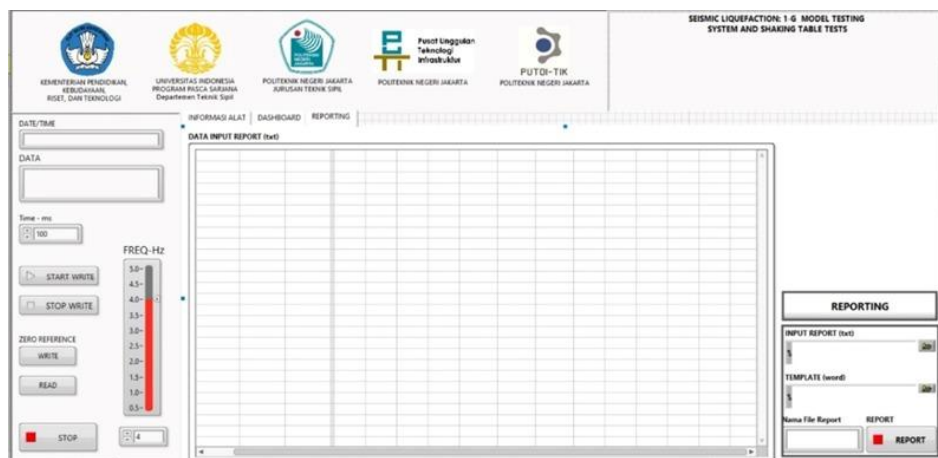 KEMENTERIAN PENDIDIKAN,
KEBUDAYAAN,
RISET, DAN TEKNOLOGI
UNIVERSITAS INDONESIA
PROGRAM PASCA SARJANA
Departemen Teknik Sipil
POLITEKNIK NEGERI JAKARTA
JURUSAN TEKNIK SIPIL
Pusat Unggulan
Teknologi
Infrastruktur
POLITEKNIK NEGERI JAKARTA
PUTOI-TIK
POLITEKNIK NEGERI JAKARTA
SEISMIC LIQUEFACTION: 1-G MODEL TESTING
SYSTEM AND SHAKING TABLE TESTS
DATE/TIME
DATA
Time - ms
100
FREQ-Hz
5.0
4.5
4.0
3.5
3.0
2.5
2.0
1.5
1.0
0.5
4
START WRITE
STOP WRITE
ZERO REFERENCE
WRITE
READ
STOP
INFORMASI ALAT DASHBOARD REPORTING
DATA INPUT REPORT (txt)
REPORTING
INPUT REPORT (txt)
TEMPLATE (word)
Nama File Report
REPORT
REPORT